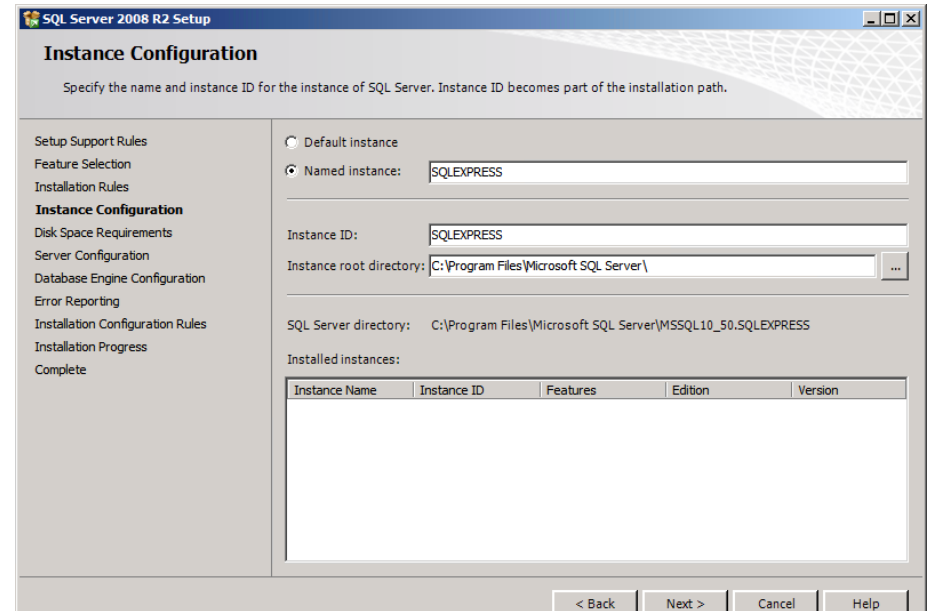 SQL Server 2008 R2 Setup
Instance Configuration
Specify the name and instance ID for the instance of SQL Server. Instance ID becomes part of the installation path.
Setup Support Rules
Feature Selection
Installation Rules
Instance Configuration
Disk Space Requirements
Server Configuration
Database Engine Configuration
Error Reporting
Installation Configuration Rules
Installation Progress
Complete
Default instance
Named instance: SQLEXPRESS
Instance ID: SQLEXPRESS
Instance root directory: C:\Program Files\Microsoft SQL Server\ ...
SQL Server directory: C:\Program Files\Microsoft SQL Server\MSSQL10_50.SQLEXPRESS
Installed instances:
Instance Name Instance ID Features Edition Version
< Back Next > Cancel Help